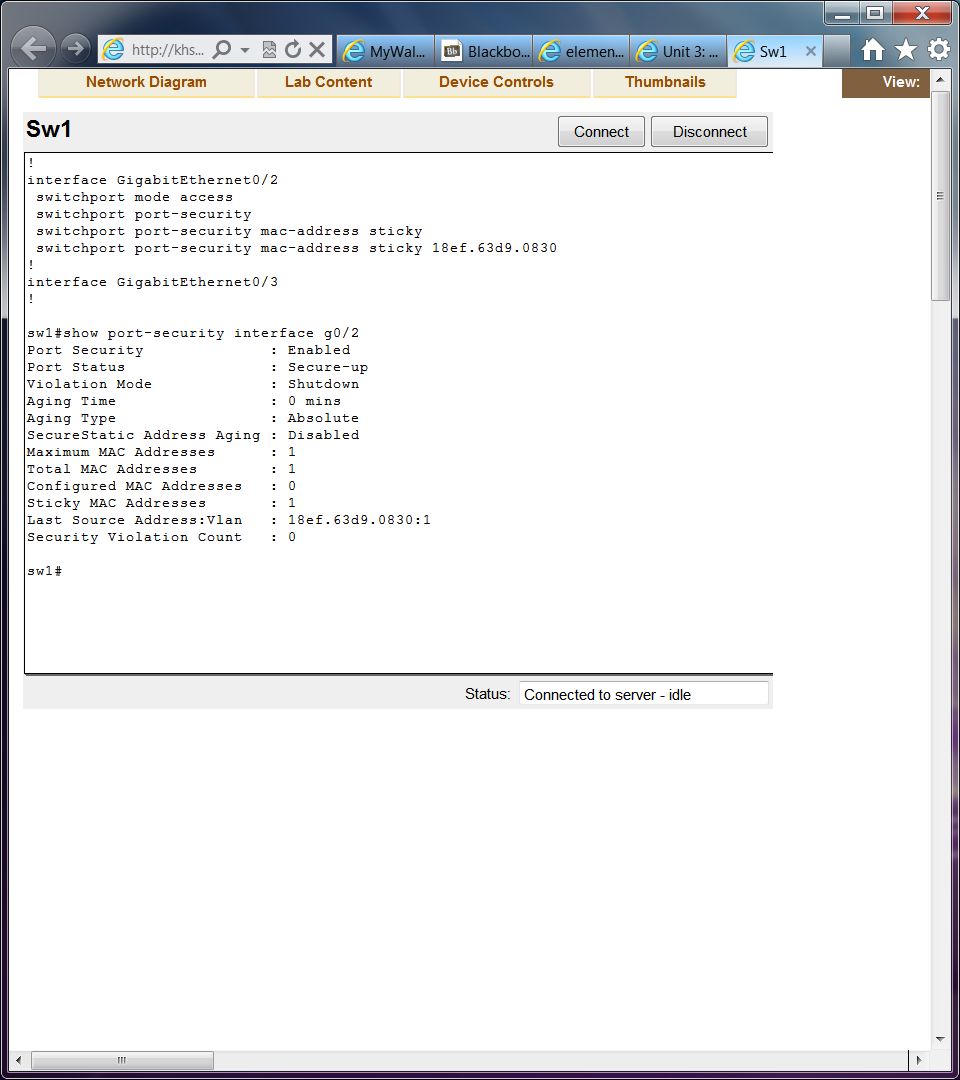 http://khs...
MyWal...
Bb Blackbo...
elemen...
Unit 3: ...
Sw1
Network Diagram
Lab Content
Device Controls
Thumbnails
View:
Sw1
Connect
Disconnect
!
interface GigabitEthernet0/2
 switchport mode access
 switchport port-security
 switchport port-security mac-address sticky
 switchport port-security mac-address sticky 18ef.63d9.0830
!
interface GigabitEthernet0/3
!
sw1#show port-security interface g0/2
Port Security              : Enabled
Port Status                : Secure-up
Violation Mode             : Shutdown
Aging Time                 : 0 mins
Aging Type                 : Absolute
SecureStatic Address Aging : Disabled
Maximum MAC Addresses      : 1
Total MAC Addresses        : 1
Configured MAC Addresses   : 0
Sticky MAC Addresses       : 1
Last Source Address:Vlan   : 18ef.63d9.0830:1
Security Violation Count   : 0
sw1#
Status: Connected to server - idle